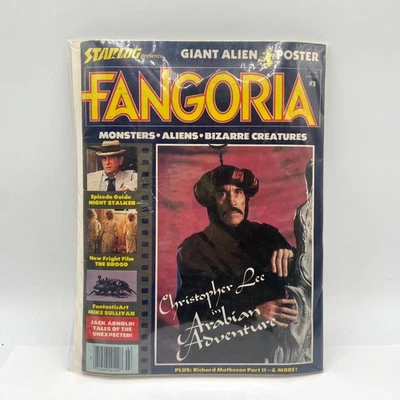 STARLOG presents
GIANT ALIEN POSTER
#3
FANGORIA
MONSTERS • ALIENS • BIZARRE CREATURES
Episode Guide
NIGHT STALKER
New Fright Film
THE BROOD
FantasticArt
MIKE SULLIVAN
JACK ARNOLD!
TALES OF THE
UNEXPECTED!
Christopher Lee
in
Arabian
Adventure
PLUS: Richard Matheson Part II—& MORE!